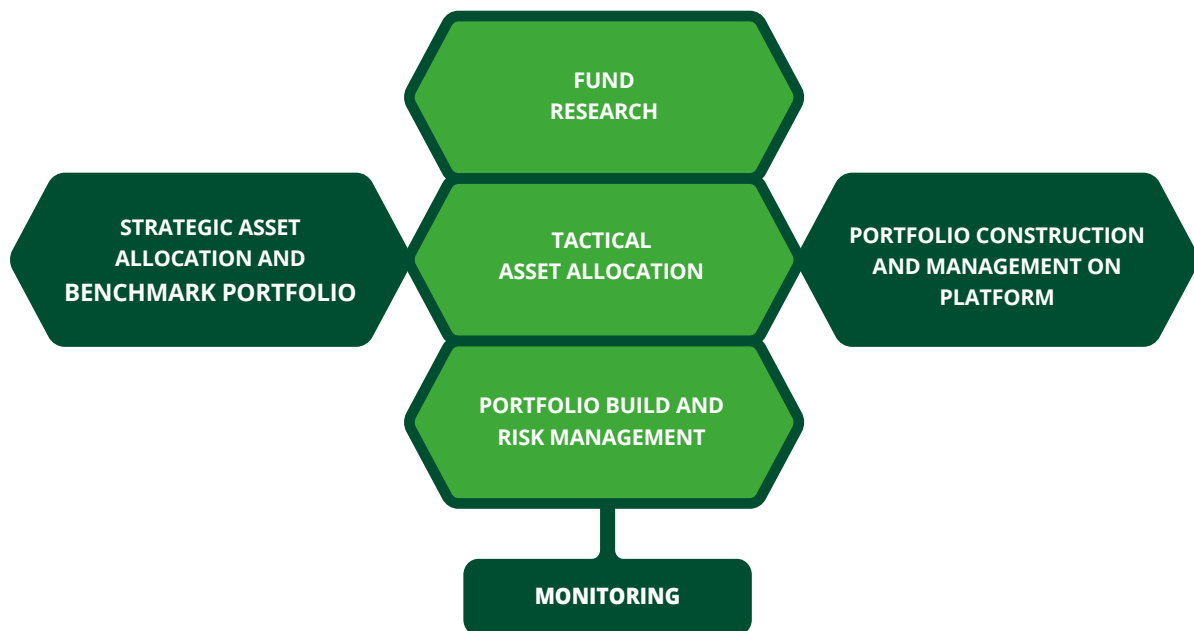 FUND
RESEARCH
STRATEGIC ASSET
ALLOCATION AND
BENCHMARK PORTFOLIO
TACTICAL
ASSET ALLOCATION
PORTFOLIO CONSTRUCTION
AND MANAGEMENT ON
PLATFORM
PORTFOLIO BUILD AND
RISK MANAGEMENT
MONITORING